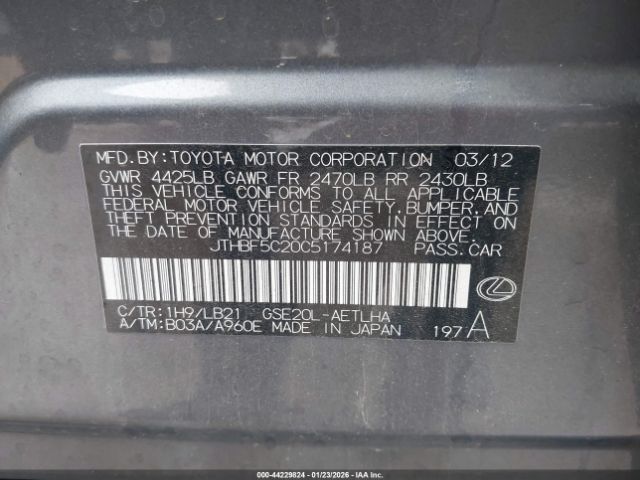 MFD.BY:TOYOTA MOTOR CORPORATION 03/12
GVWR 4425LB GAWR FR 2470LB RR 2430LB
THIS VEHICLE CONFORMS TO ALL APPLICABLE
FEDERAL MOTOR VEHICLE SAFETY,BUMPER,AND
THEFT PREVENTION STANDARDS IN EFFECT ON
THE DATE OF MANUFACTURE SHOWN ABOVE.
JTHBF5C20C5174187 PASS.CAR
C/TR:1H9/LB21 GSE20L-AETLHA
A/TM:B03A/A960E MADE IN JAPAN 197 A
000-44229824 | 01/23/2026 - IAA, Inc.